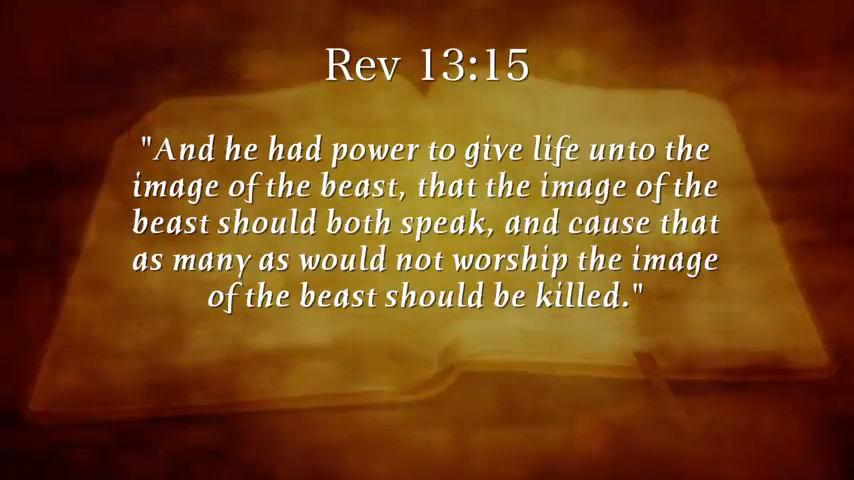 Rev 13:15
"And he had power to give life unto the
image of the beast, that the image of the
beast should both speak, and cause that
as many as would not worship the image
of the beast should be killed."